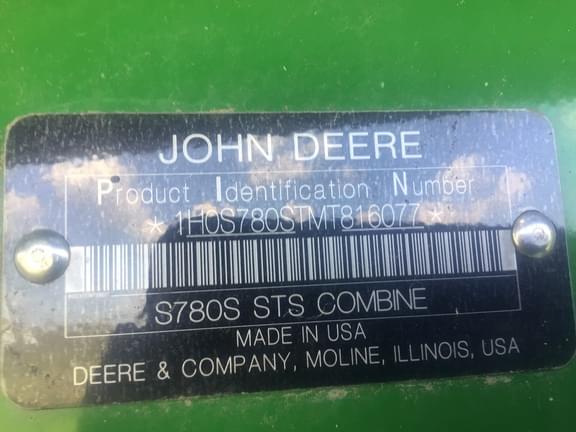 JOHN DEERE
Product Identification Number
*1H0S780STMT816077*
S780S STS COMBINE
MADE IN USA
DEERE & COMPANY, MOLINE, ILLINOIS, USA